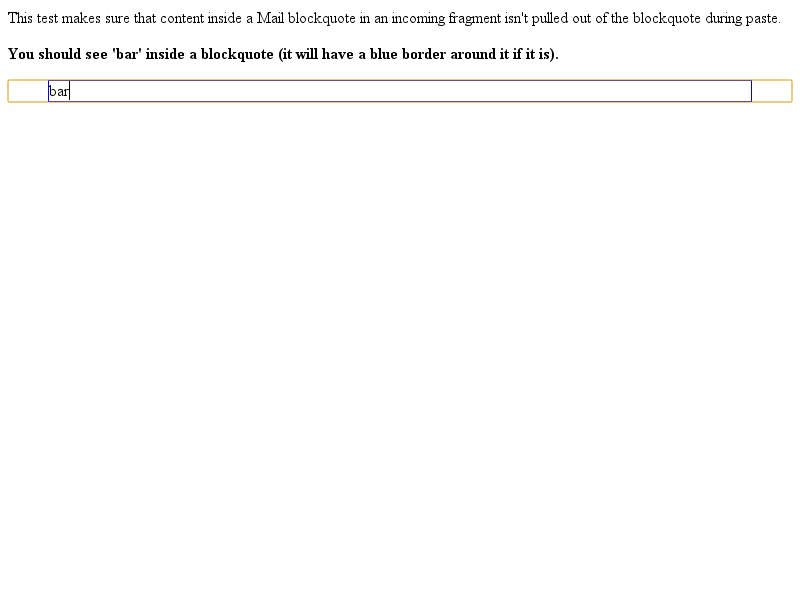 This test makes sure that content inside a Mail blockquote in an incoming fragment isn't pulled out of the blockquote during paste.
You should see 'bar' inside a blockquote (it will have a blue border around it if it is).
bar